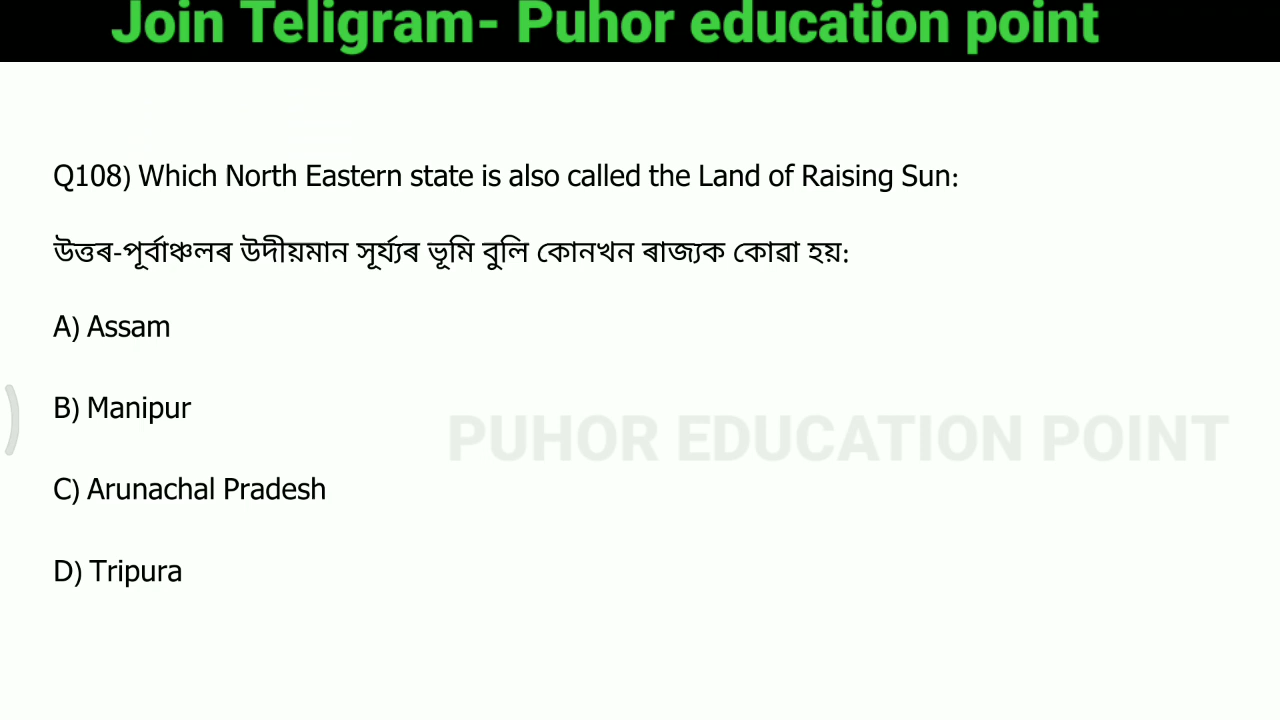 Join Teligram- Puhor education point
Q108) Which North Eastern state is also called the Land of Raising Sun:
উত্তৰ-পূৰ্বাঞ্চলৰ উদীয়মান সূৰ্য্যৰ ভূমি বুলি কোনখন ৰাজ্যক কোৱা হয়:
A) Assam
B) Manipur
PUHOR EDUCATION POINT
C) Arunachal Pradesh
D) Tripura